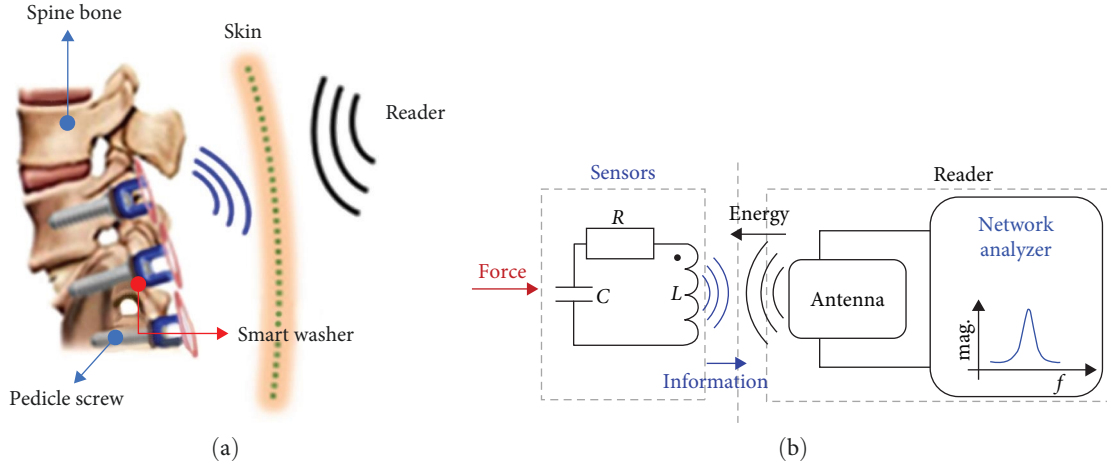 Spine bone
Skin
Reader
Smart washer
Pedicle screw
(a)
Sensors
Reader
Energy
Network
analyzer
R
Force
C
L
Antenna
mag.
f
Information
(b)